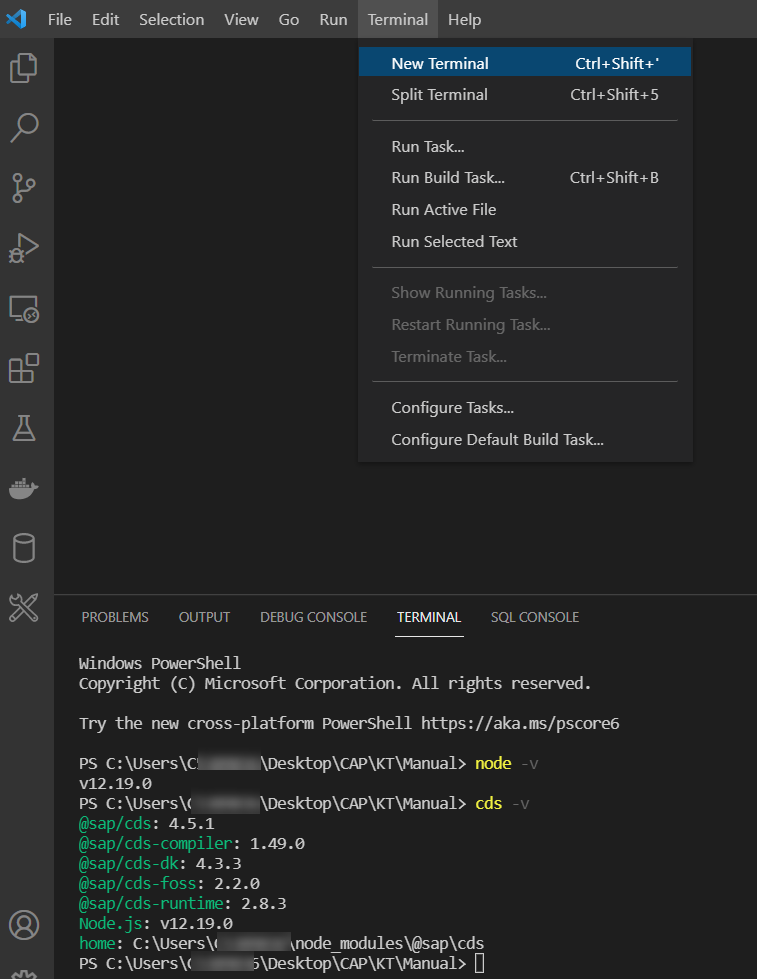 File Edit Selection View Go Run Terminal Help
New Terminal Ctrl+Shift+'
Split Terminal Ctrl+Shift+5
Run Task...
Run Build Task... Ctrl+Shift+B
Run Active File
Run Selected Text
Show Running Tasks...
Restart Running Task...
Terminate Task...
Configure Tasks...
Configure Default Build Task...
PROBLEMS OUTPUT DEBUG CONSOLE TERMINAL SQL CONSOLE
Windows PowerShell
Copyright (C) Microsoft Corporation. All rights reserved.
Try the new cross-platform PowerShell https://aka.ms/pscore6
PS C:\Users\ \Desktop\CAP\KT\Manual> node -v
v12.19.0
PS C:\Users\ \Desktop\CAP\KT\Manual> cds -v
@sap/cds: 4.5.1
@sap/cds-compiler: 1.49.0
@sap/cds-dk: 4.3.3
@sap/cds-foss: 2.2.0
@sap/cds-runtime: 2.8.3
Node.js: v12.19.0
home: C:\Users\ \node_modules\@sap\cds
PS C:\Users\ \Desktop\CAP\KT\Manual>